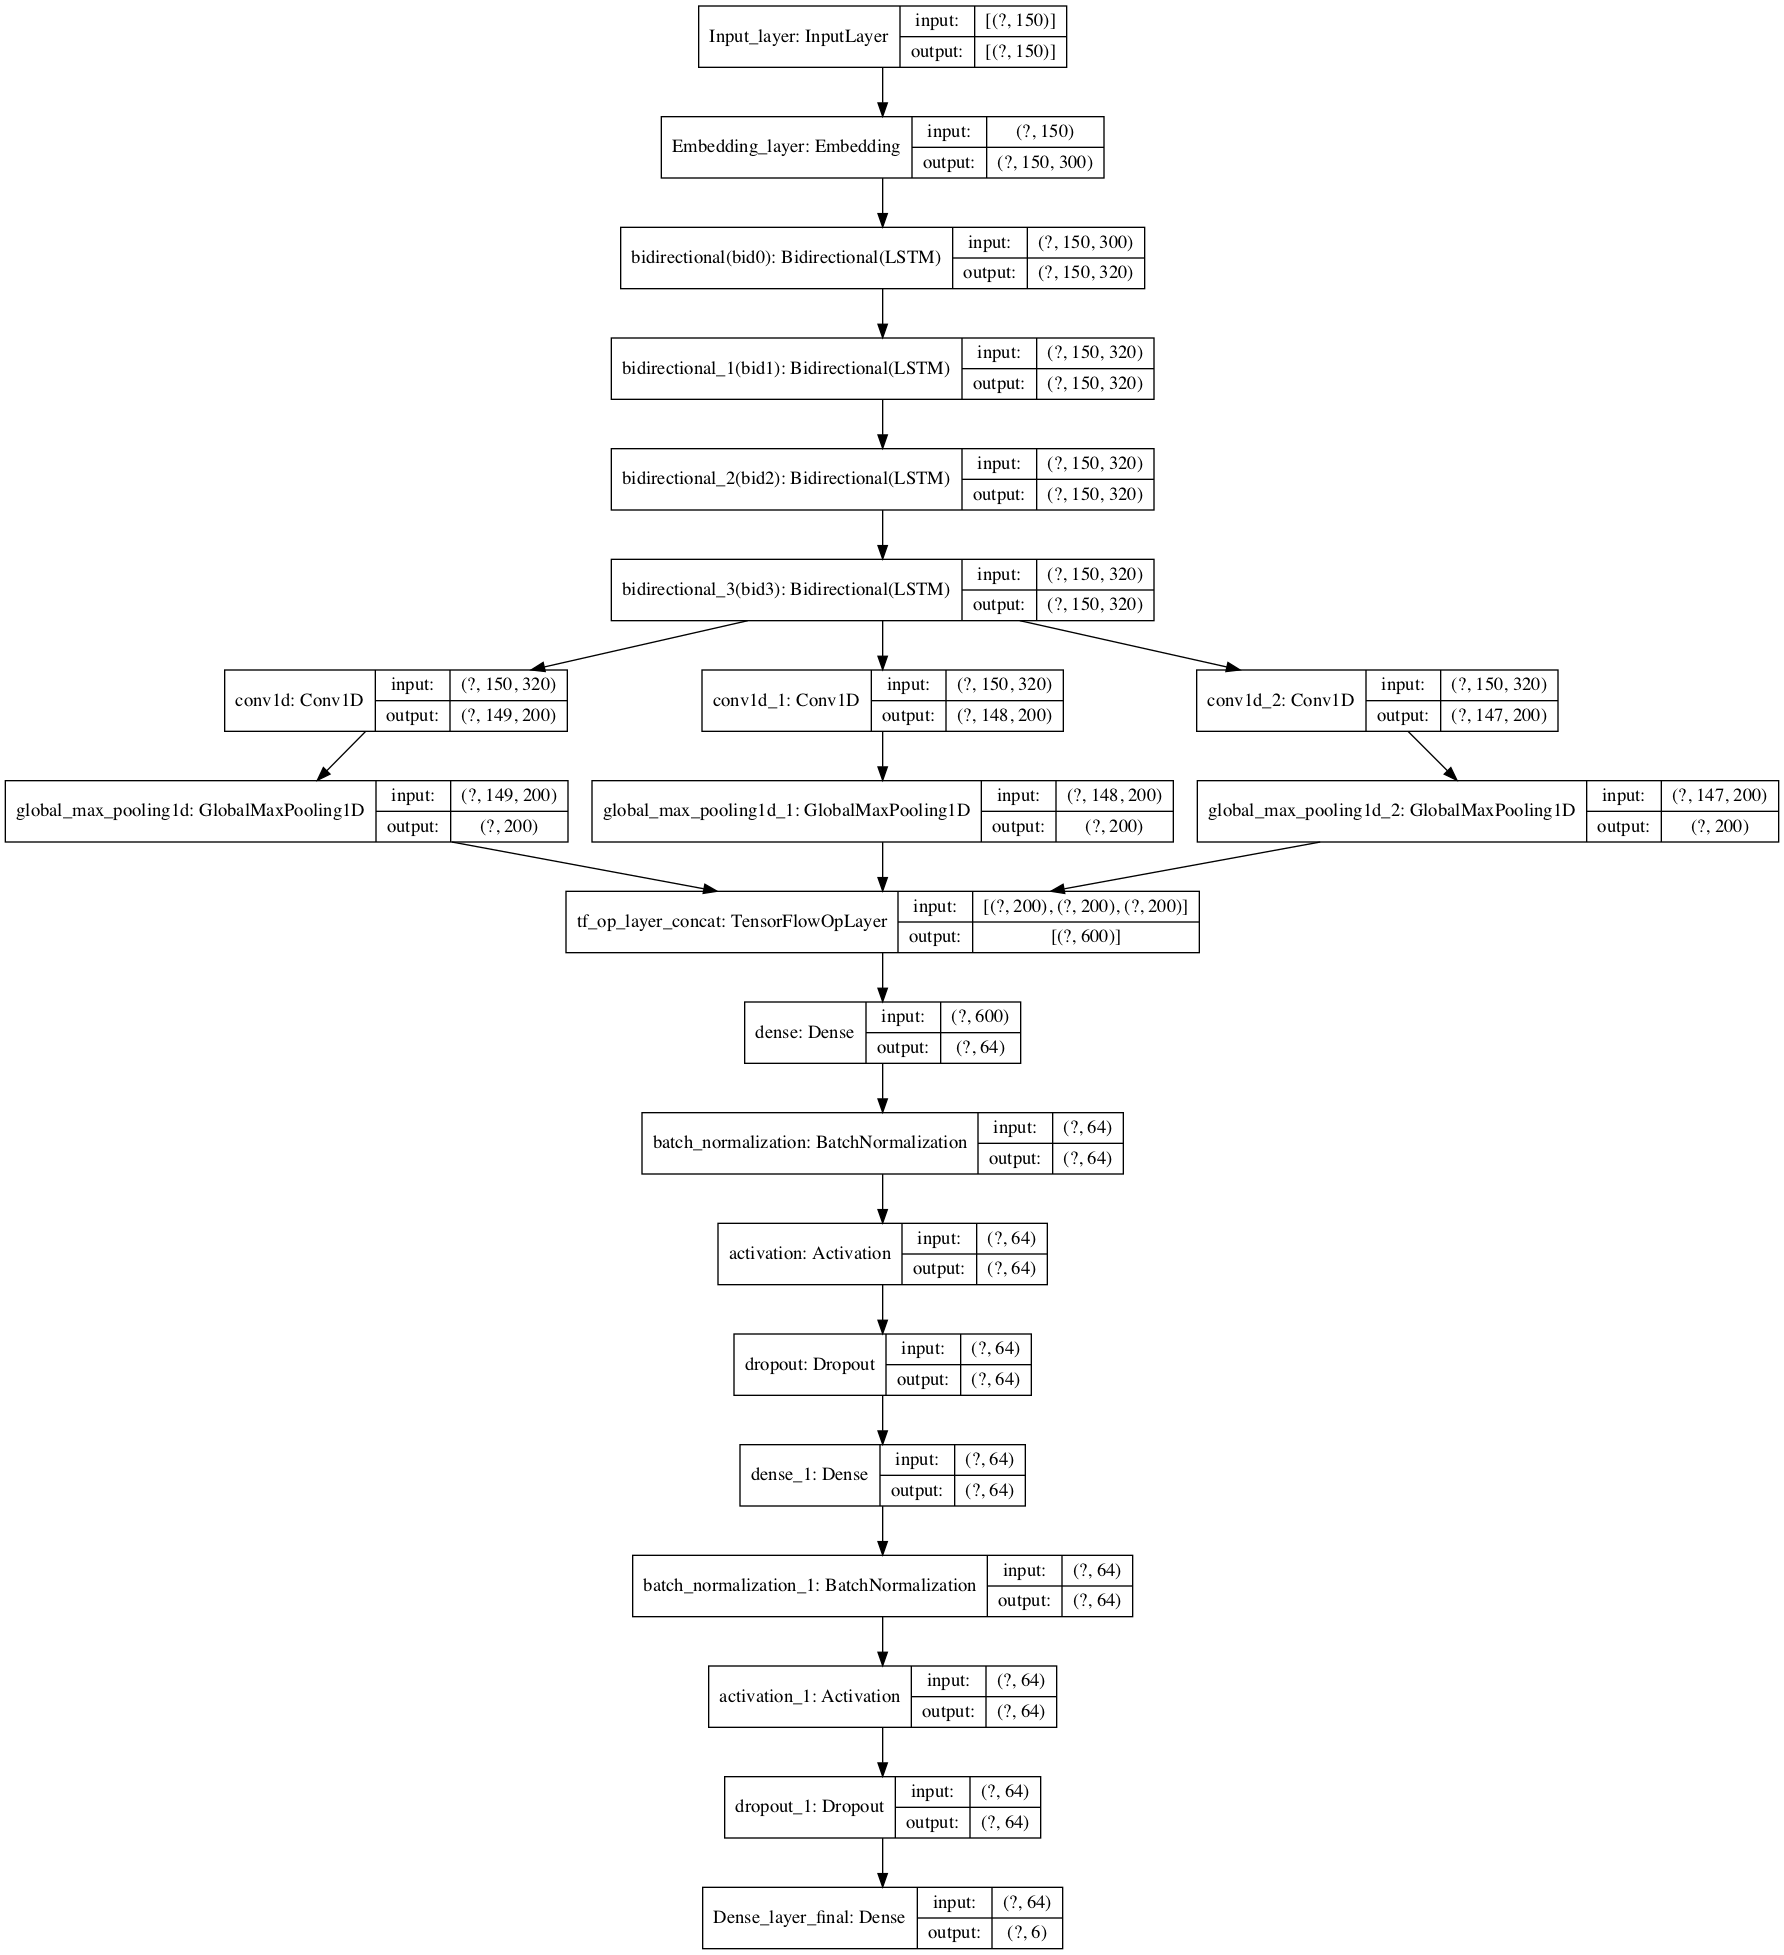 Input_layer: InputLayer
input: [(?, 150)]
output: [(?, 150)]
Embedding_layer: Embedding
input: (?, 150)
output: (?, 150, 300)
bidirectional(bid0): Bidirectional(LSTM)
input: (?, 150, 300)
output: (?, 150, 320)
bidirectional_1(bid1): Bidirectional(LSTM)
input: (?, 150, 320)
output: (?, 150, 320)
bidirectional_2(bid2): Bidirectional(LSTM)
input: (?, 150, 320)
output: (?, 150, 320)
bidirectional_3(bid3): Bidirectional(LSTM)
input: (?, 150, 320)
output: (?, 150, 320)
conv1d: Conv1D
input: (?, 150, 320)
output: (?, 149, 200)
conv1d_1: Conv1D
input: (?, 150, 320)
output: (?, 148, 200)
conv1d_2: Conv1D
input: (?, 150, 320)
output: (?, 147, 200)
global_max_pooling1d: GlobalMaxPooling1D
input: (?, 149, 200)
output: (?, 200)
global_max_pooling1d_1: GlobalMaxPooling1D
input: (?, 148, 200)
output: (?, 200)
global_max_pooling1d_2: GlobalMaxPooling1D
input: (?, 147, 200)
output: (?, 200)
tf_op_layer_concat: TensorFlowOpLayer
input: [(?, 200), (?, 200), (?, 200)]
output: [(?, 600)]
dense: Dense
input: (?, 600)
output: (?, 64)
batch_normalization: BatchNormalization
input: (?, 64)
output: (?, 64)
activation: Activation
input: (?, 64)
output: (?, 64)
dropout: Dropout
input: (?, 64)
output: (?, 64)
dense_1: Dense
input: (?, 64)
output: (?, 64)
batch_normalization_1: BatchNormalization
input: (?, 64)
output: (?, 64)
activation_1: Activation
input: (?, 64)
output: (?, 64)
dropout_1: Dropout
input: (?, 64)
output: (?, 64)
Dense_layer_final: Dense
input: (?, 64)
output: (?, 6)